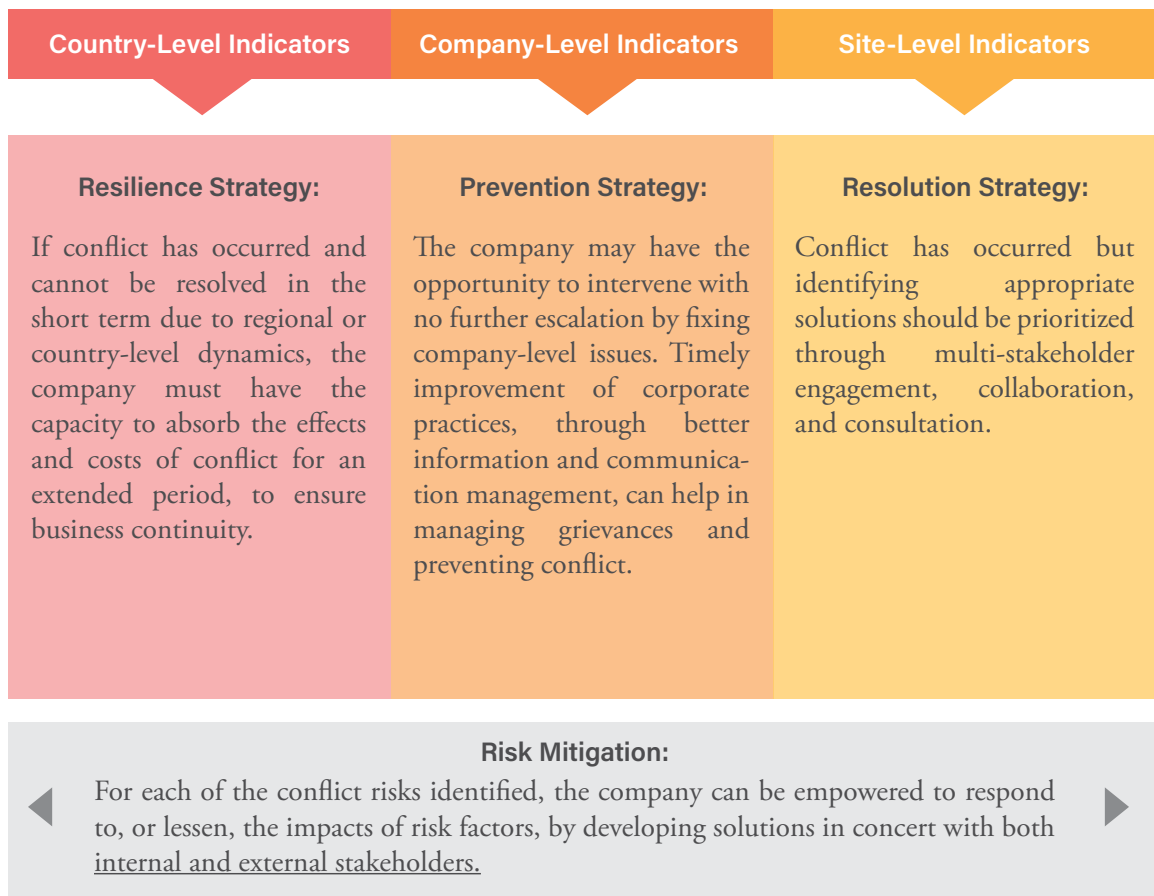 Country-Level Indicators
Company-Level Indicators
Site-Level Indicators
Resilience Strategy:
If conflict has occurred and
cannot be resolved in the
short term due to regional or
country-level dynamics, the
company must have the
capacity to absorb the effects
and costs of conflict for an
extended period, to ensure
business continuity.
Prevention Strategy:
The company may have the
opportunity to intervene with
no further escalation by fixing
company-level issues. Timely
improvement of corporate
practices, through better
information and communica-
tion management, can help in
managing grievances and
preventing conflict.
Resolution Strategy:
Conflict has occurred but
identifying appropriate
solutions should be prioritized
through multi-stakeholder
engagement, collaboration,
and consultation.
Risk Mitigation:
For each of the conflict risks identified, the company can be empowered to respond
to, or lessen, the impacts of risk factors, by developing solutions in concert with both
internal and external stakeholders.